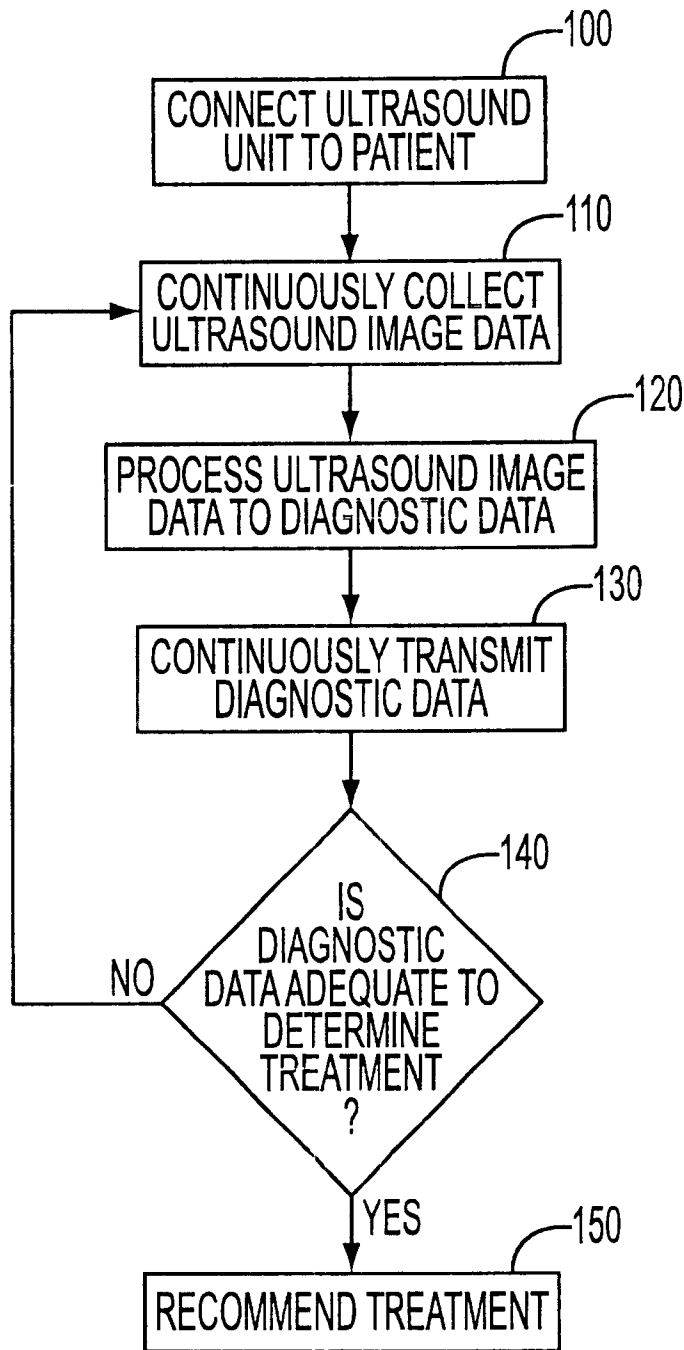 100
CONNECT ULTRASOUND
UNIT TO PATIENT
110
CONTINUOUSLY COLLECT
ULTRASOUND IMAGE DATA
120
PROCESS ULTRASOUND IMAGE
DATA TO DIAGNOSTIC DATA
130
CONTINUOUSLY TRANSMIT
DIAGNOSTIC DATA
140
IS
DIAGNOSTIC
DATA ADEQUATE TO
DETERMINE
TREATMENT
?
NO
YES
150
RECOMMEND TREATMENT